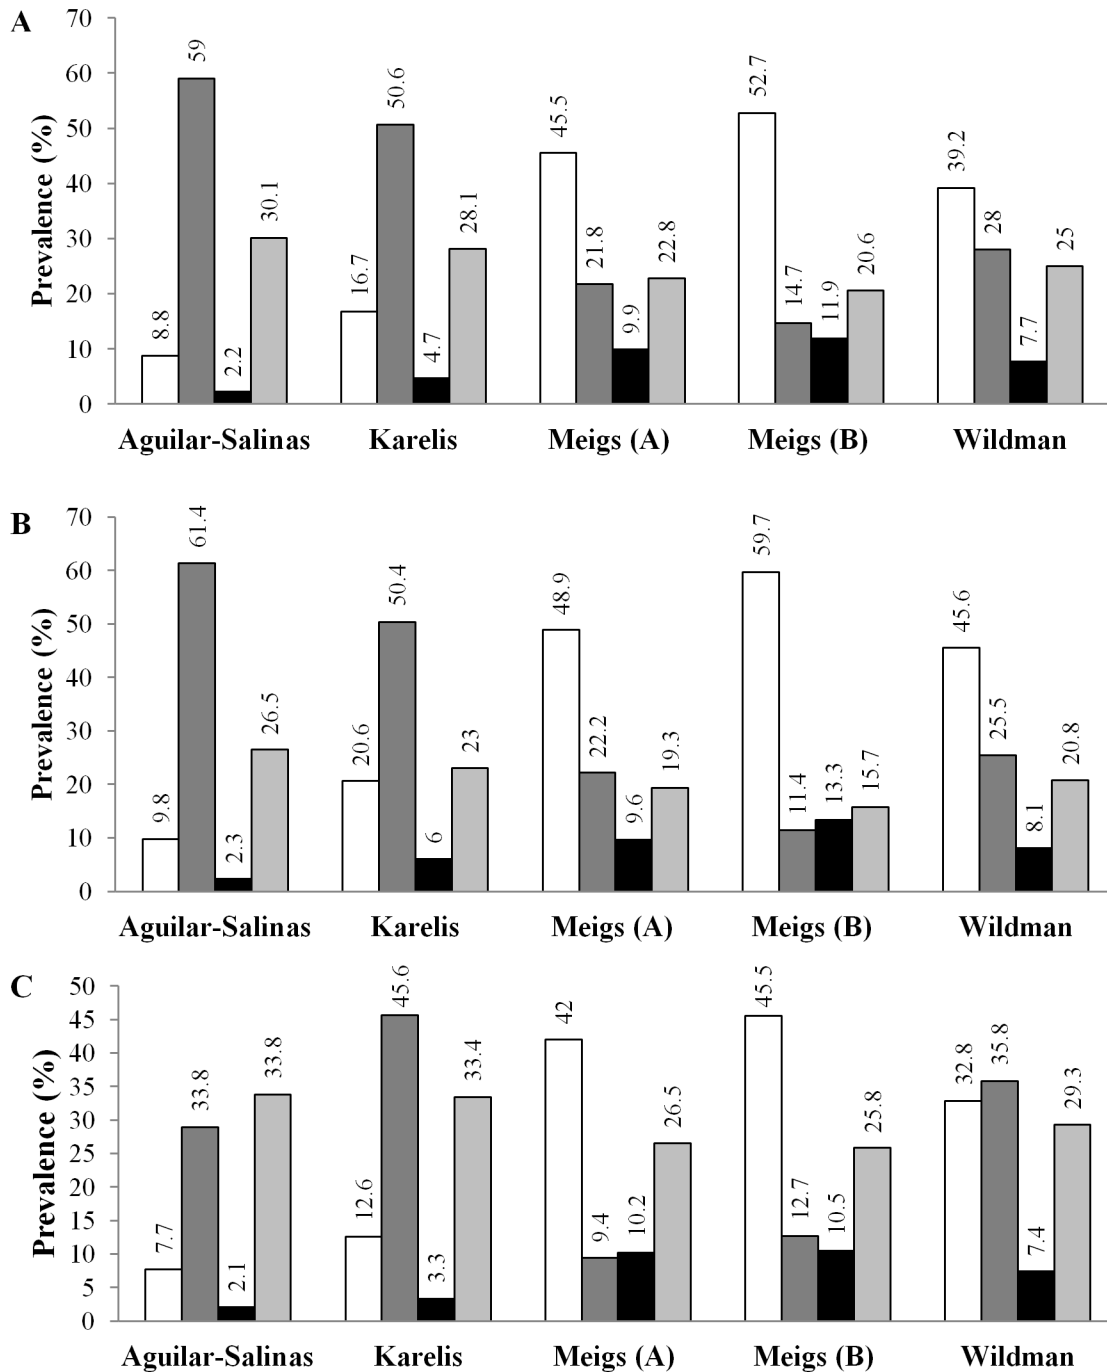 A
Prevalence (%)
70
60
50
40
30
20
10
0
8.8 59 2.2 30.1
16.7 50.6 4.7 28.1
45.5 21.8 9.9 22.8
52.7 14.7 11.9 20.6
39.2 28 7.7 25
Aguilar-Salinas Karelis Meigs (A) Meigs (B) Wildman
B
Prevalence (%)
70
60
50
40
30
20
10
0
9.8 61.4 2.3 26.5
20.6 50.4 6 23
48.9 22.2 9.6 19.3
59.7 11.4 13.3 15.7
45.6 25.5 8.1 20.8
Aguilar-Salinas Karelis Meigs (A) Meigs (B) Wildman
C
Prevalence (%)
50
45
40
35
30
25
20
15
10
5
0
7.7 33.8 2.1 33.8
12.6 45.6 3.3 33.4
42 9.4 10.2 26.5
45.5 12.7 10.5 25.8
32.8 35.8 7.4 29.3
Aguilar-Salinas Karelis Meigs (A) Meigs (B) Wildman